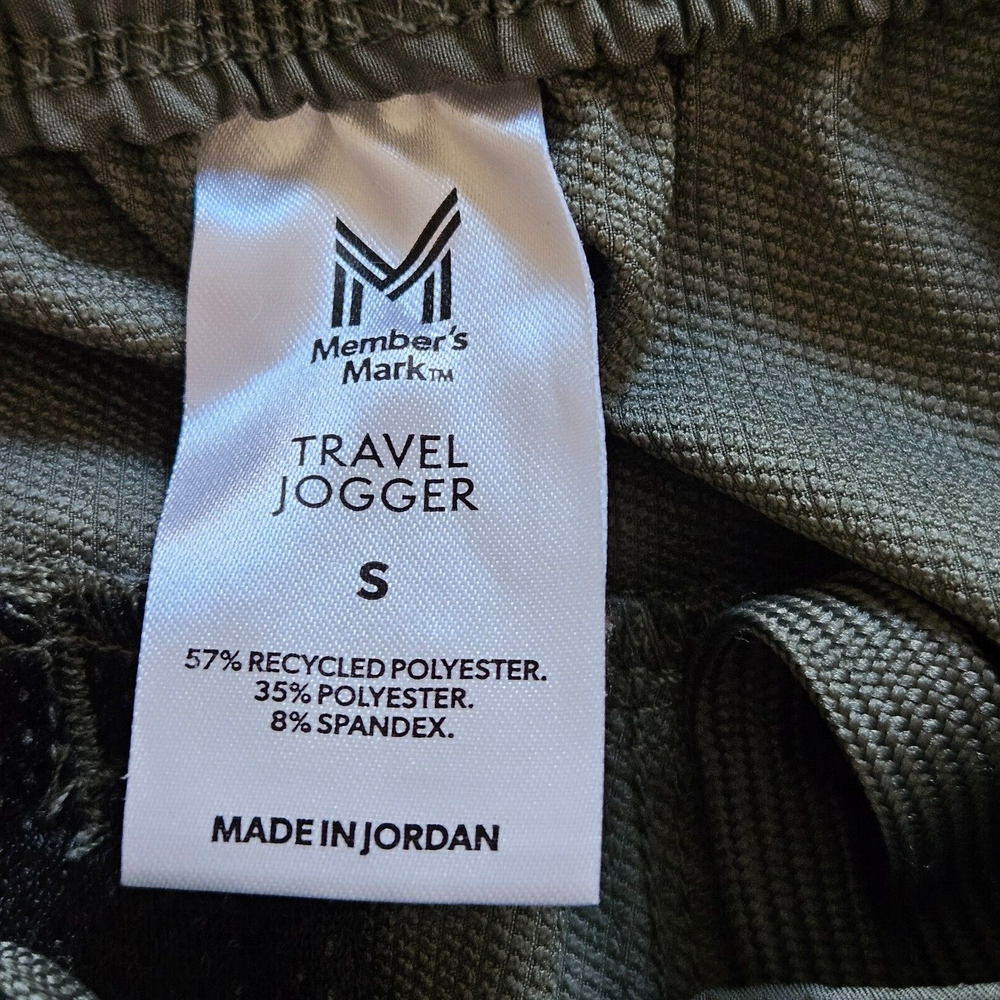 Member's
Mark™
TRAVEL
JOGGER
S
57% RECYCLED POLYESTER.
35% POLYESTER.
8% SPANDEX.
MADE IN JORDAN